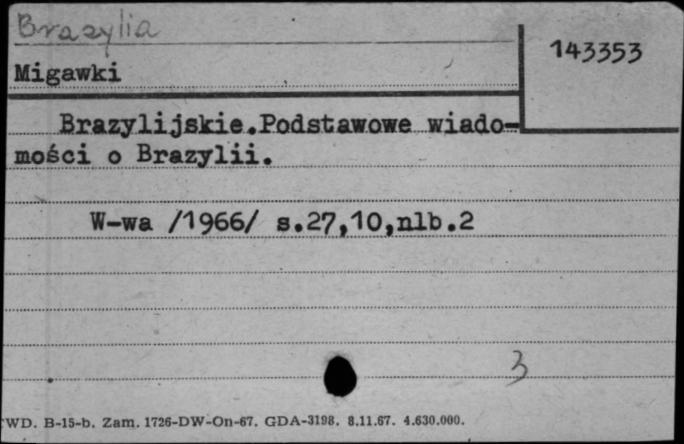 Brazylia
143353
Migawki
Brazylijskie.Podstawowe wiado-
mości o Brazylii.
W-wa /1966/ s.27,10,nlb.2
3
WD. B-15-b. Zam. 1726-DW-On-67. GDA-3198. 8.11.67. 4.630.000.